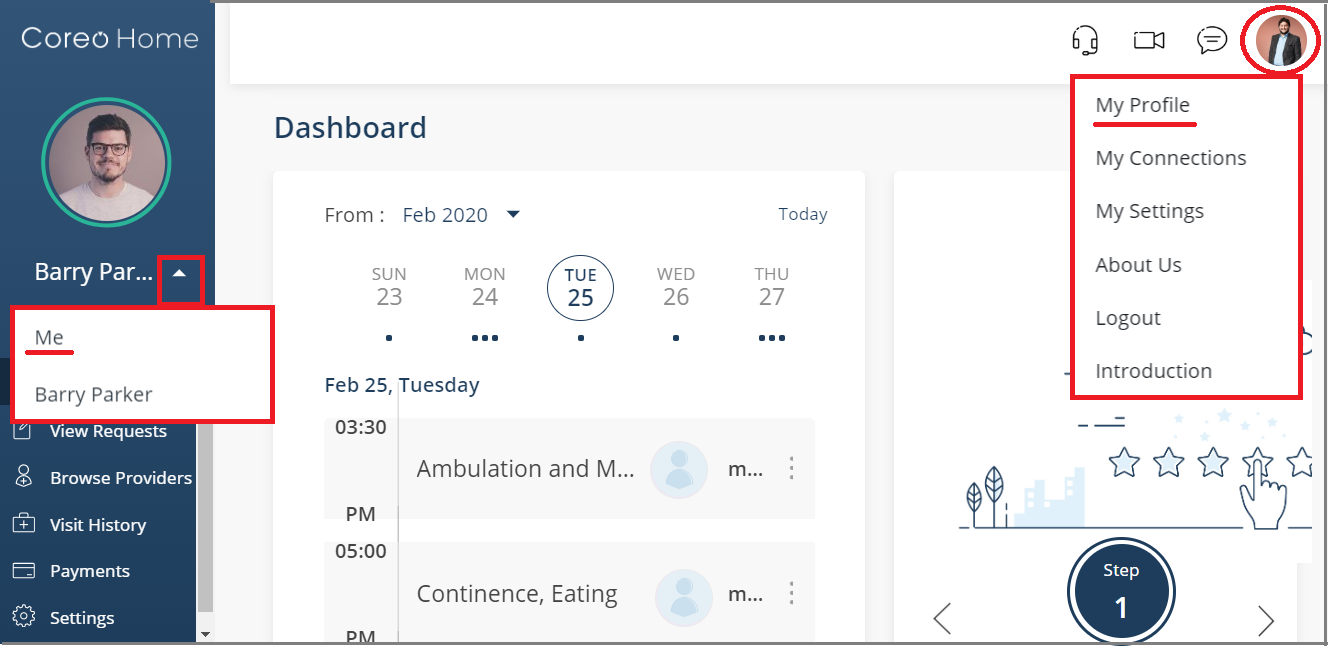 Coreo Home
Barry Par...
Me
Barry Parker
View Requests
Browse Providers
Visit History
Payments
Settings
My Profile
My Connections
My Settings
About Us
Logout
Introduction
Dashboard
From : Feb 2020 Today
SUN MON TUE WED THU
23 24 25 26 27
Feb 25, Tuesday
03:30
Ambulation and M... m...
PM
05:00
Continence, Eating m...
PM
Step
1